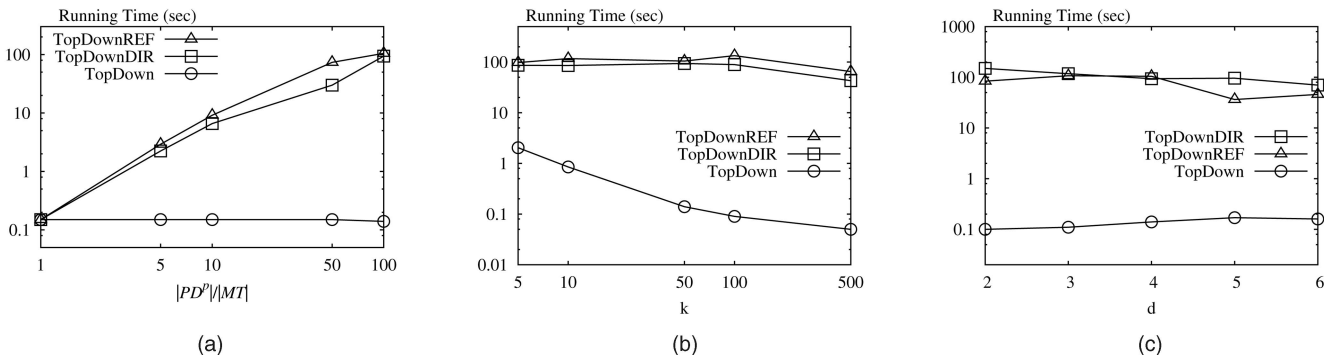 Running Time (sec)
TopDownREF
TopDownDIR
TopDown
100
10
1
0.1
1 5 10 50 100
|PDᵖ|/|MT|
(a)
Running Time (sec)
100
10
1
0.1
0.01
TopDownREF
TopDownDIR
TopDown
5 10 50 100 500
k
(b)
Running Time (sec)
1000
100
10
1
0.1
TopDownDIR
TopDownREF
TopDown
2 3 4 5 6
d
(c)